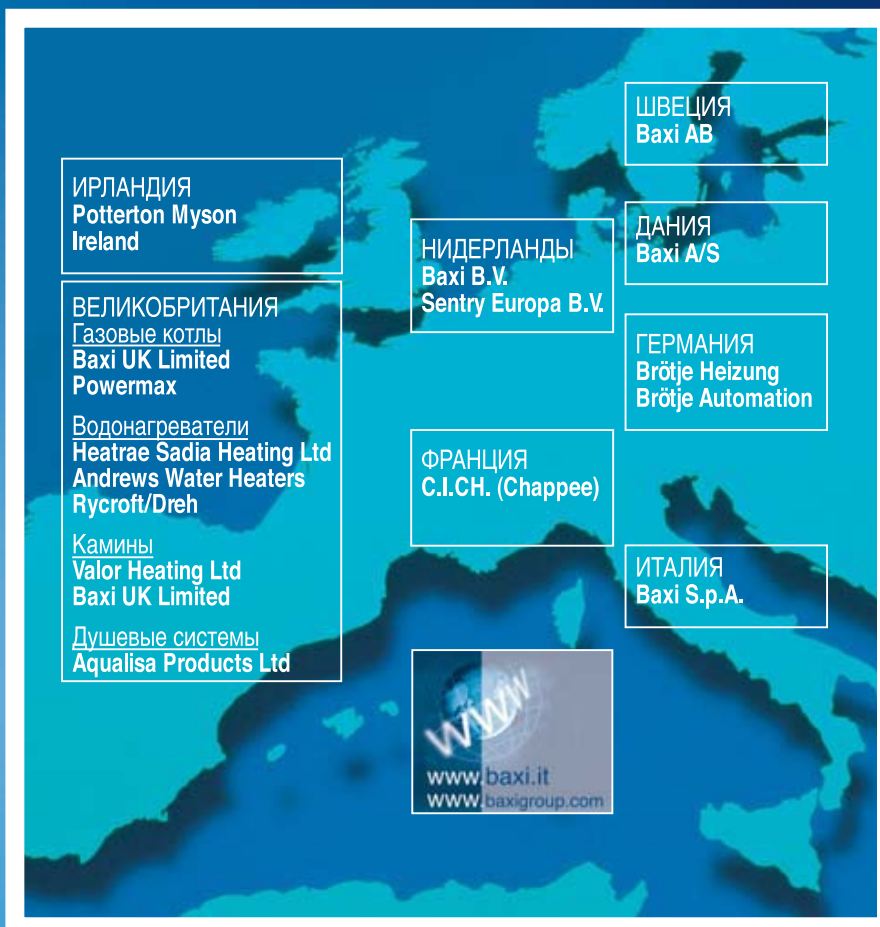 ИРЛАНДИЯ
Potterton Myson
Ireland
ВЕЛИКОБРИТАНИЯ
Газовые котлы
Baxi UK Limited
Powermax
Водонагреватели
Heatrae Sadia Heating Ltd
Andrews Water Heaters
Rycroft/Dreh
Камины
Valor Heating Ltd
Baxi UK Limited
Душевые системы
Aqualisa Products Ltd
НИДЕРЛАНДЫ
Baxi B.V.
Sentry Europa B.V.
ФРАНЦИЯ
C.I.CH. (Chappee)
WWW
www.baxi.it
www.baxigroup.com
ШВЕЦИЯ
Baxi AB
ДАНИЯ
Baxi A/S
ГЕРМАНИЯ
Brötje Heizung
Brötje Automation
ИТАЛИЯ
Baxi S.p.A.